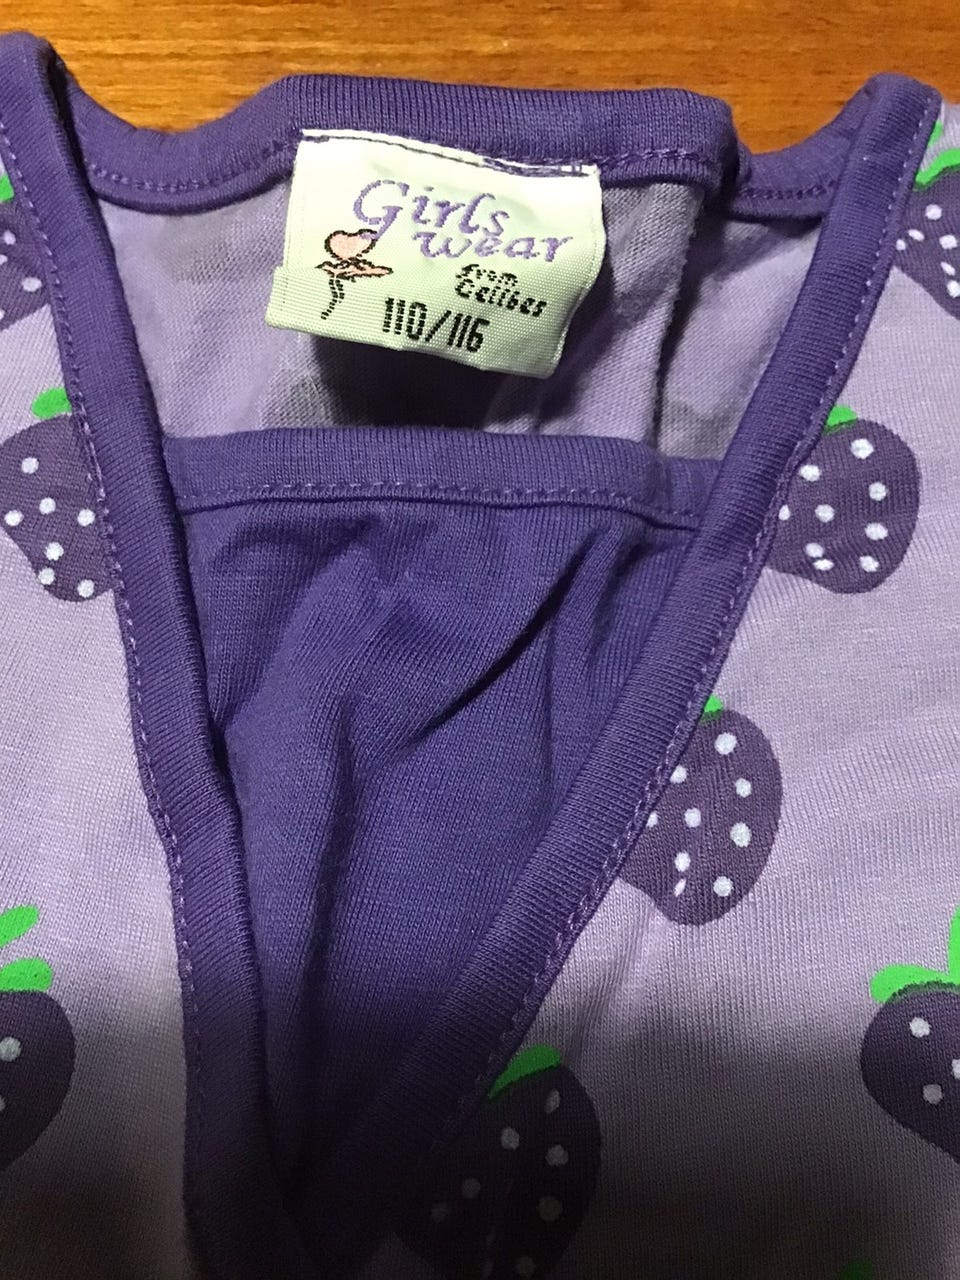 Girls
Wear
from
Celibes
110/116